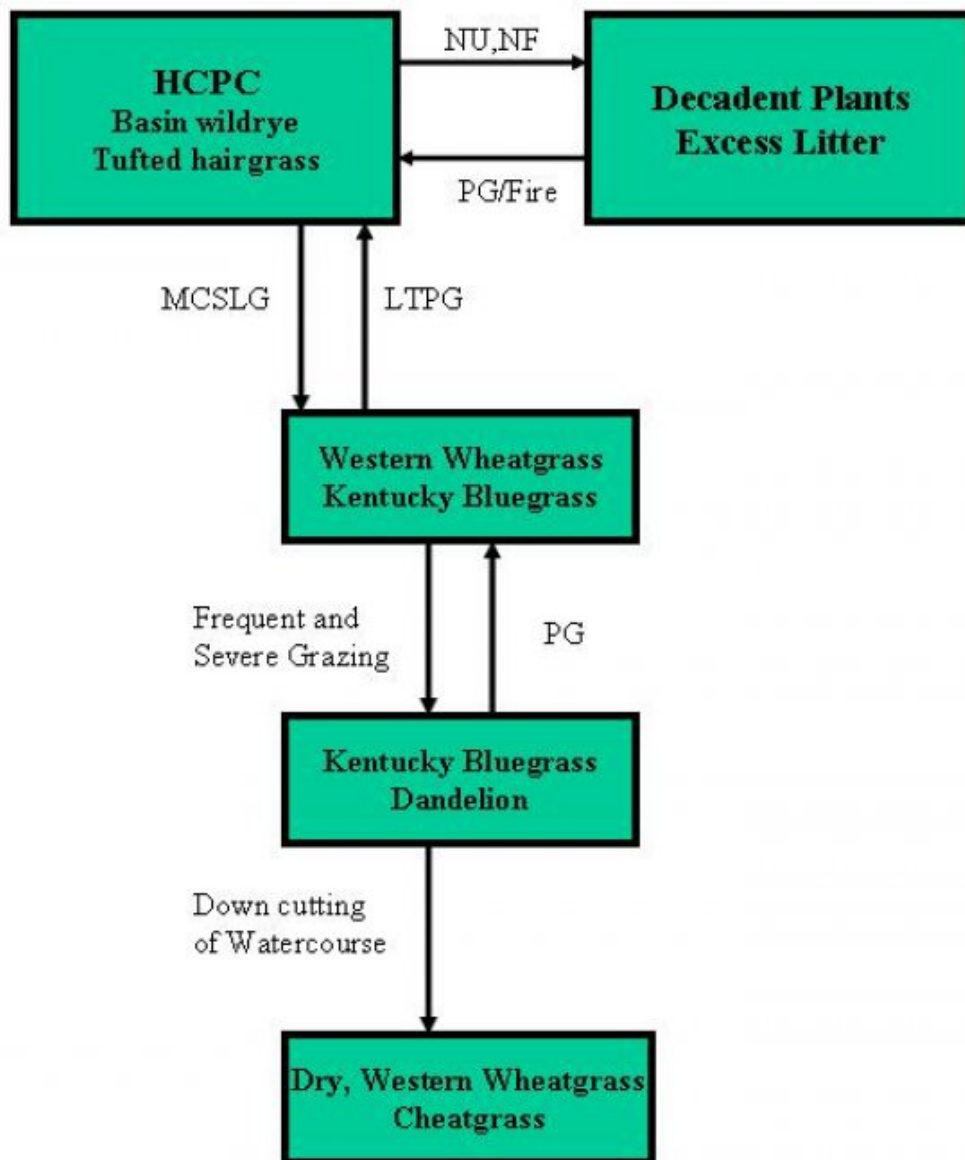 HCPC
Basin wildrye
Tufted hairgrass
NU,NF
Decadent Plants
Excess Litter
PG/Fire
MCSLG
LTPG
Western Wheatgrass
Kentucky Bluegrass
Frequent and
Severe Grazing
PG
Kentucky Bluegrass
Dandelion
Down cutting
of Watercourse
Dry, Western Wheatgrass
Cheatgrass